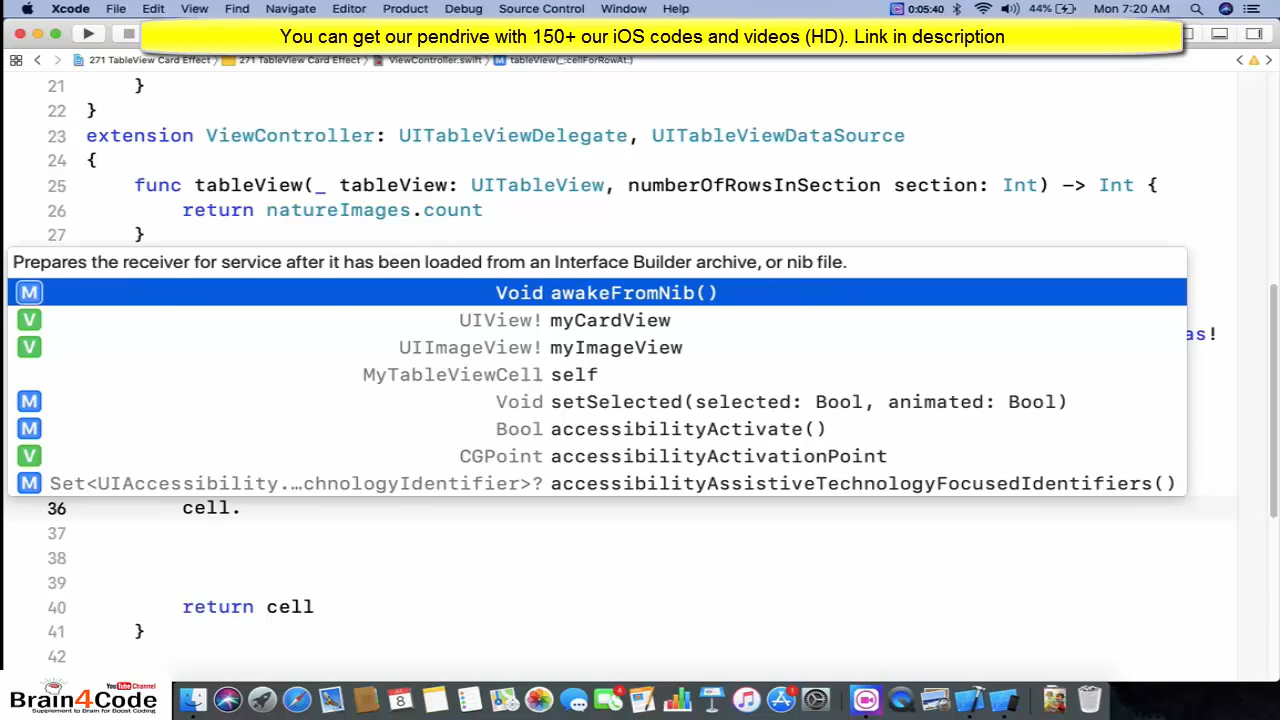 Xcode File Edit View Find Navigate Editor Product Debug Source Control Window Help 0:05:40 44% Mon 7:20 AM
You can get our pendrive with 150+ our iOS codes and videos (HD). Link in description
271 TableView Card Effect 271 TableView Card Effect ViewController.swift M tableView(_:cellForRowAt:)
21 }
22 }
23 extension ViewController: UITableViewDelegate, UITableViewDataSource
24 {
25 func tableView(_ tableView: UITableView, numberOfRowsInSection section: Int) -> Int {
26 return natureImages.count
27 }
Prepares the receiver for service after it has been loaded from an Interface Builder archive, or nib file.
M Void awakeFromNib()
V UIView! myCardView
as!
V UIImageView! myImageView
MyTableViewCell self
M Void setSelected(selected: Bool, animated: Bool)
M Bool accessibilityActivate()
V CGPoint accessibilityActivationPoint
M Set<UIAccessibility.…chnologyIdentifier>? accessibilityAssistiveTechnologyFocusedIdentifiers()
36 cell.
37
38
39
40 return cell
41 }
42
YouTube Channel
Brain4Code
Supplement to Brain for Boost Coding
8
4
1